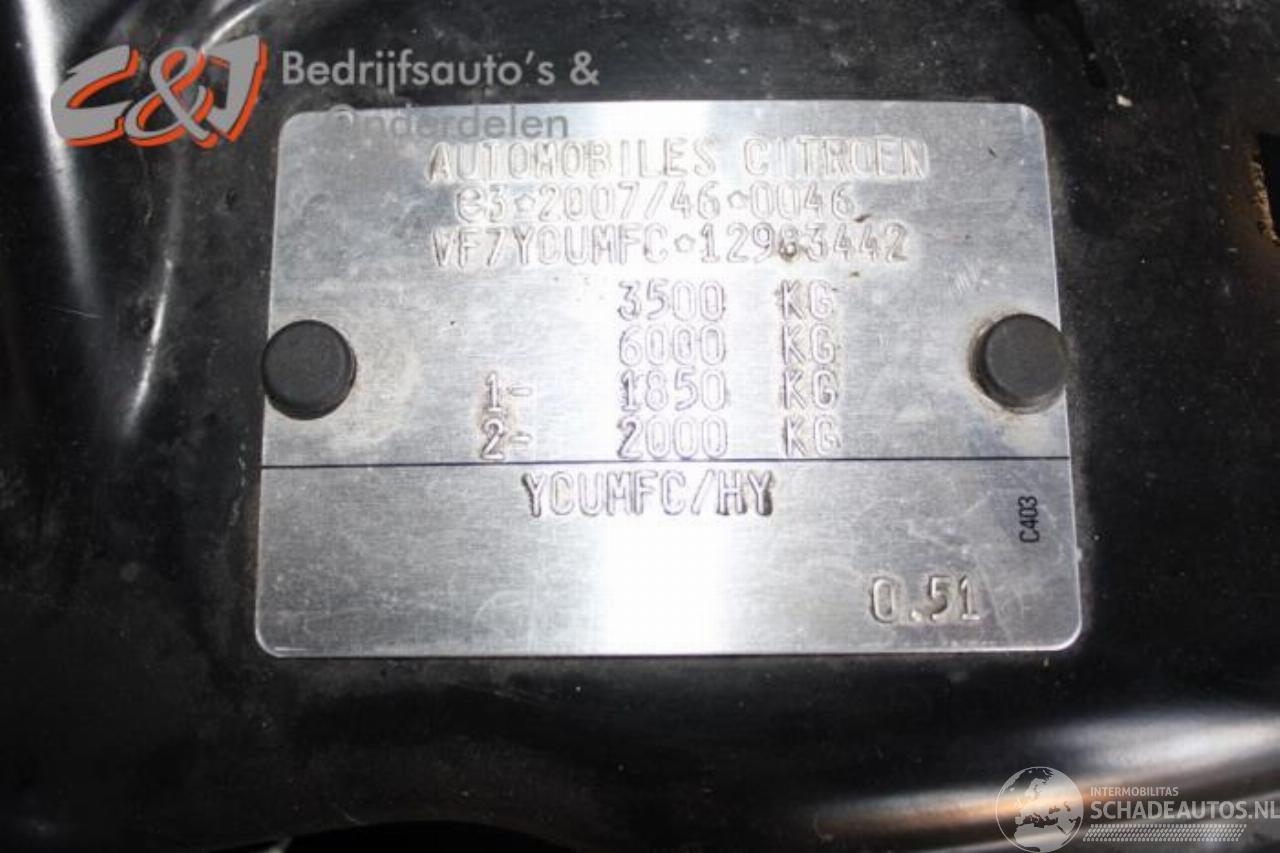 C&J Bedrijfsauto's &
Onderdelen
AUTOMOBILES CITROEN
e3*2007/46*0046
VF7YCUMFC*12963442
3500 KG
6000 KG
1- 1850 KG
2- 2000 KG
YCUMFC/HY
C403
0.51
INTERMOBILITAS
SCHADEAUTOS.NL